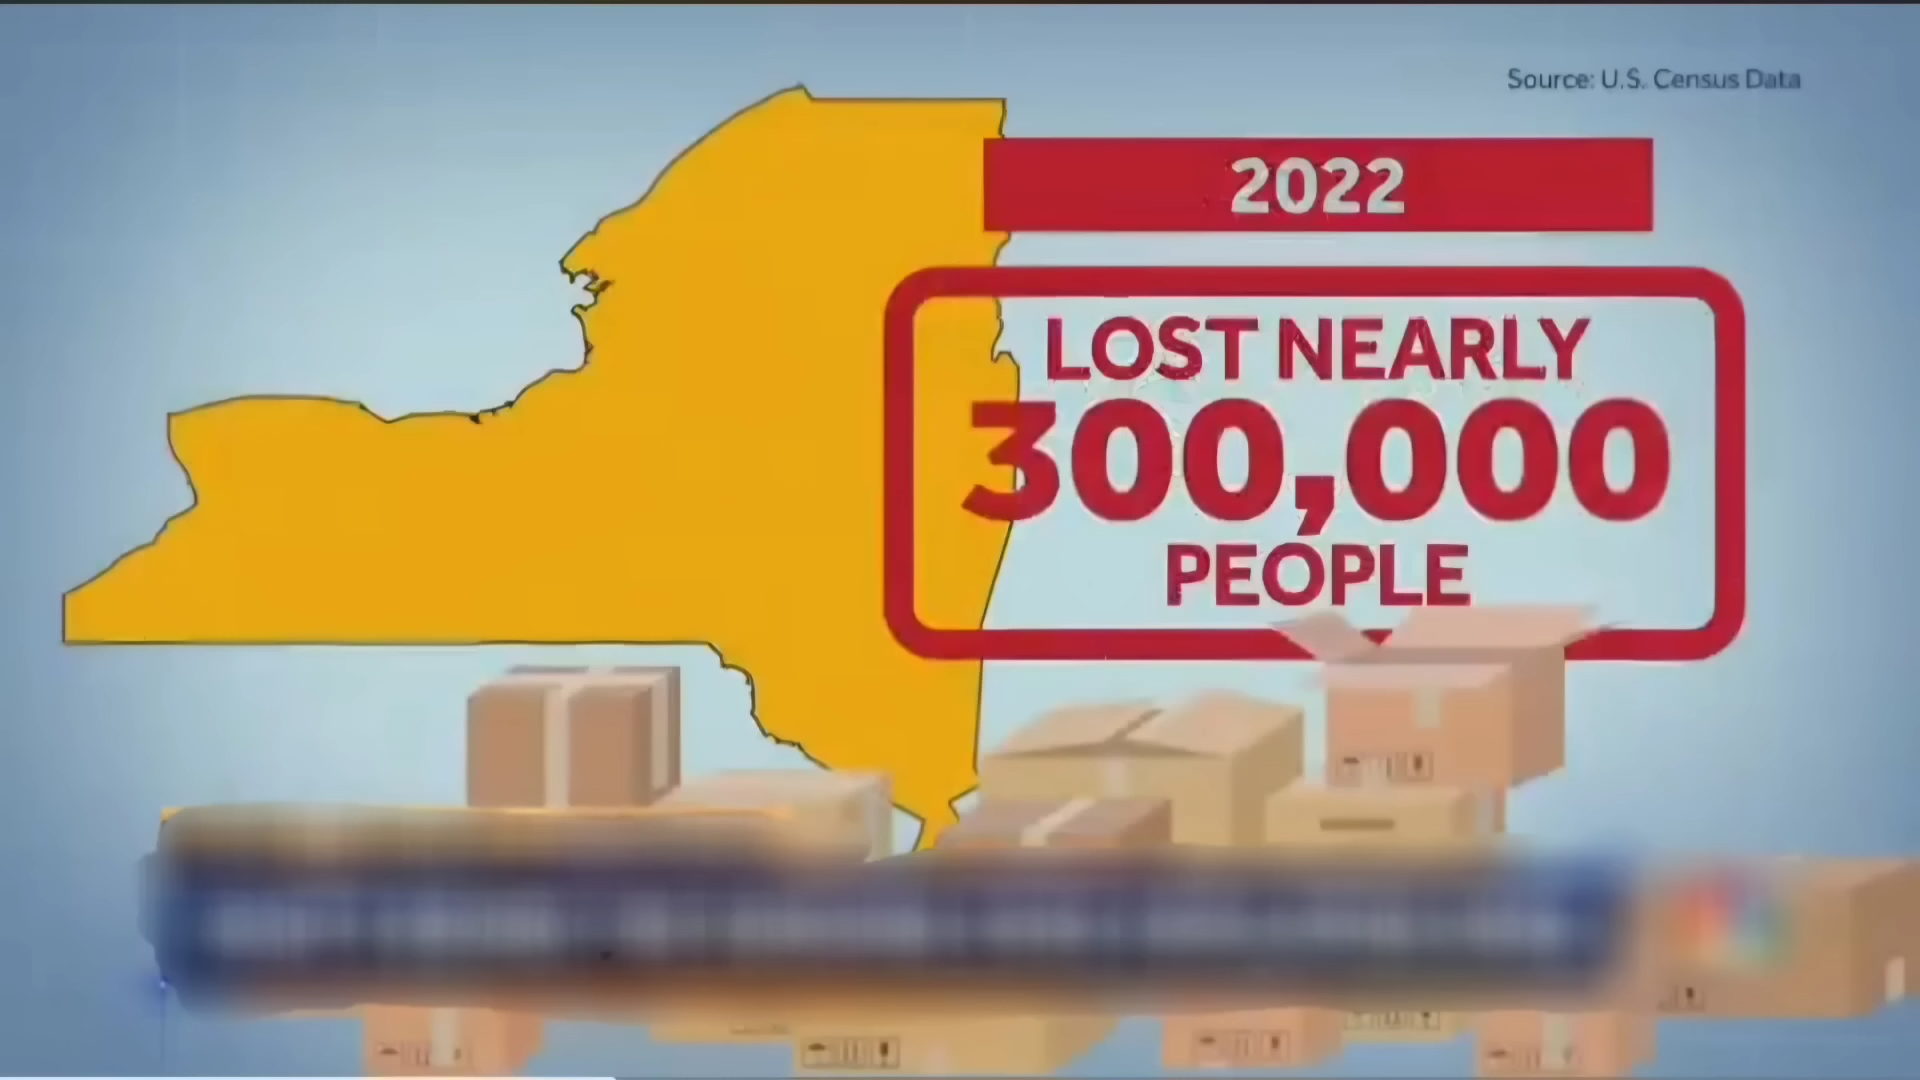 Source: U.S. Census Data
2022
LOST NEARLY
300,000
PEOPLE